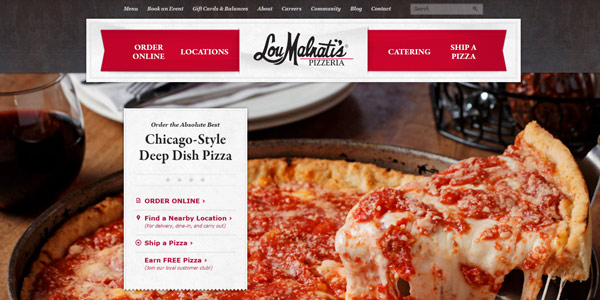 Menu Book an Event Gift Cards & Balances About Careers Community Blog Contact Search
ORDER ONLINE
LOCATIONS
Lou Malnati's
PIZZERIA
CATERING
SHIP A PIZZA
Order the Absolute Best
Chicago-Style
Deep Dish Pizza
ORDER ONLINE ›
Find a Nearby Location ›
(For delivery, dine-in, and carry out!)
Ship a Pizza ›
Earn FREE Pizza ›
(Join our loyal customer club!)